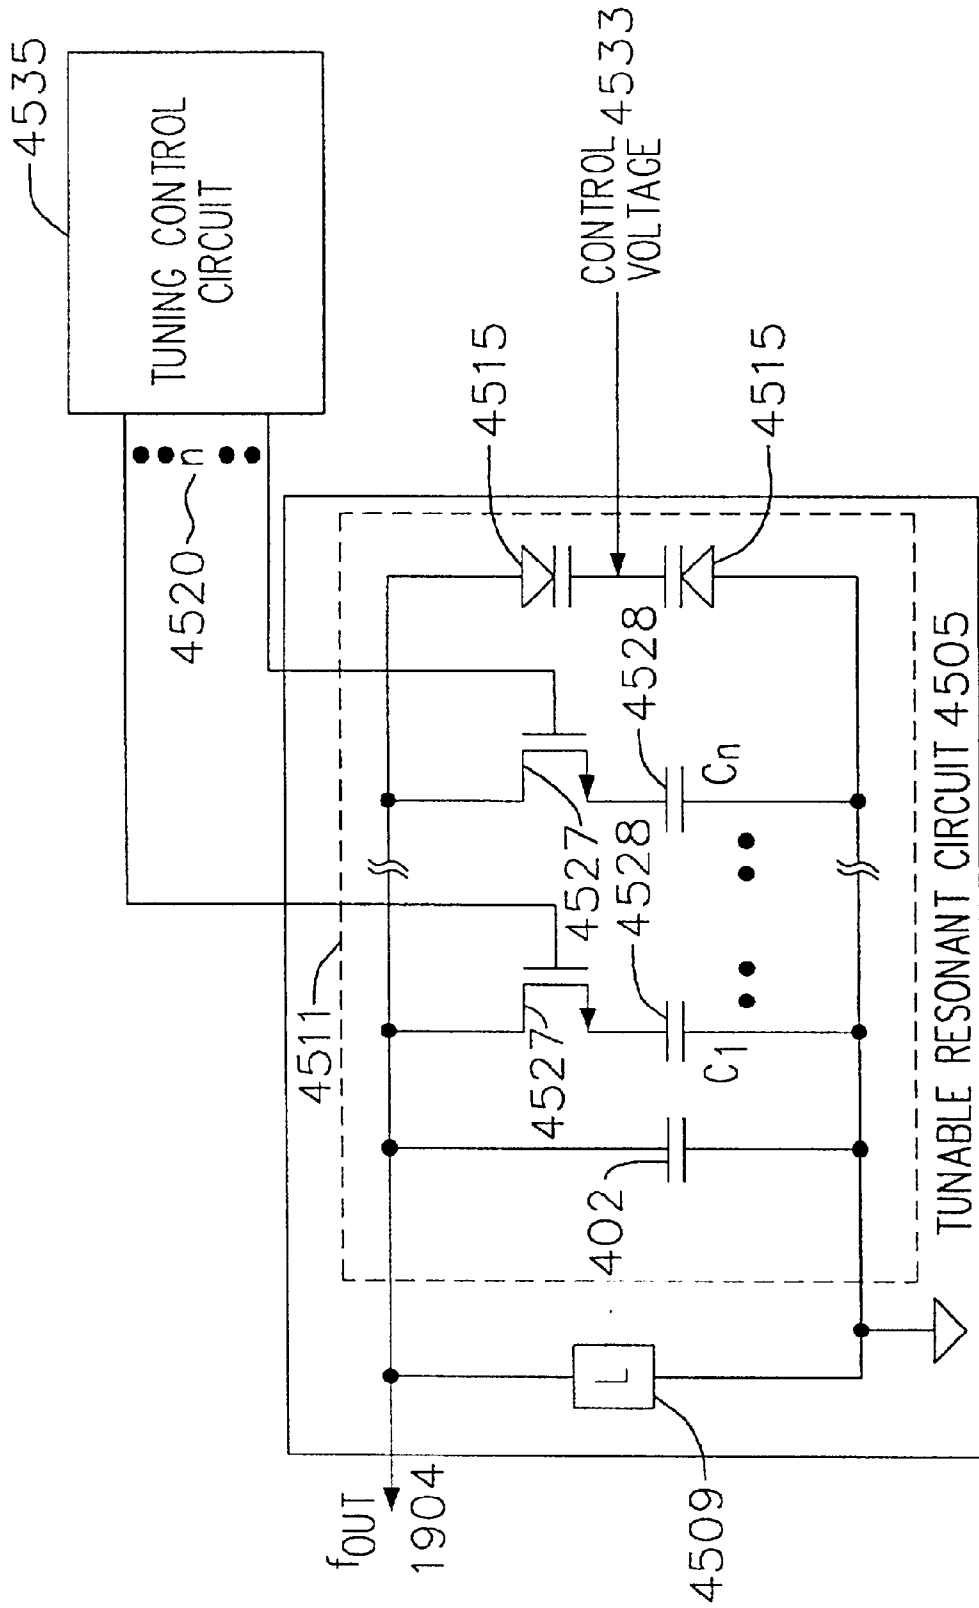 4535
TUNING CONTROL
CIRCUIT
4520
n
CONTROL 4533
VOLTAGE
4515
4515
4511
4527
4527
4528
4528
C1
Cn
402
L
4509
fOUT
1904
TUNABLE RESONANT CIRCUIT 4505